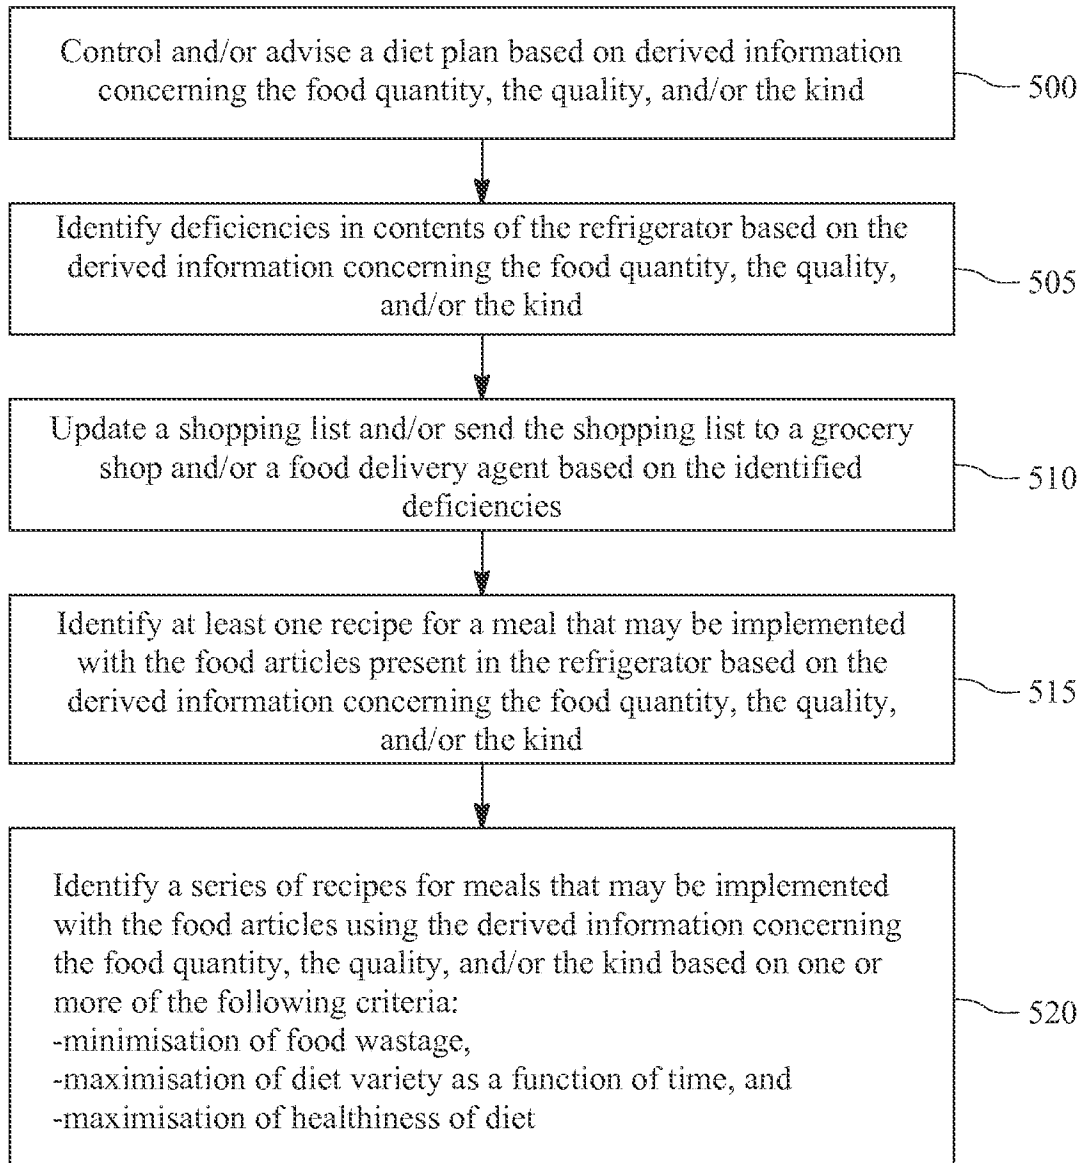 Control and/or advise a diet plan based on derived information
concerning the food quantity, the quality, and/or the kind
500
Identify deficiencies in contents of the refrigerator based on the
derived information concerning the food quantity, the quality,
and/or the kind
505
Update a shopping list and/or send the shopping list to a grocery
shop and/or a food delivery agent based on the identified
deficiencies
510
Identify at least one recipe for a meal that may be implemented
with the food articles present in the refrigerator based on the
derived information concerning the food quantity, the quality,
and/or the kind
515
Identify a series of recipes for meals that may be implemented
with the food articles using the derived information concerning
the food quantity, the quality, and/or the kind based on one or
more of the following criteria:
-minimisation of food wastage,
-maximisation of diet variety as a function of time, and
-maximisation of healthiness of diet
520